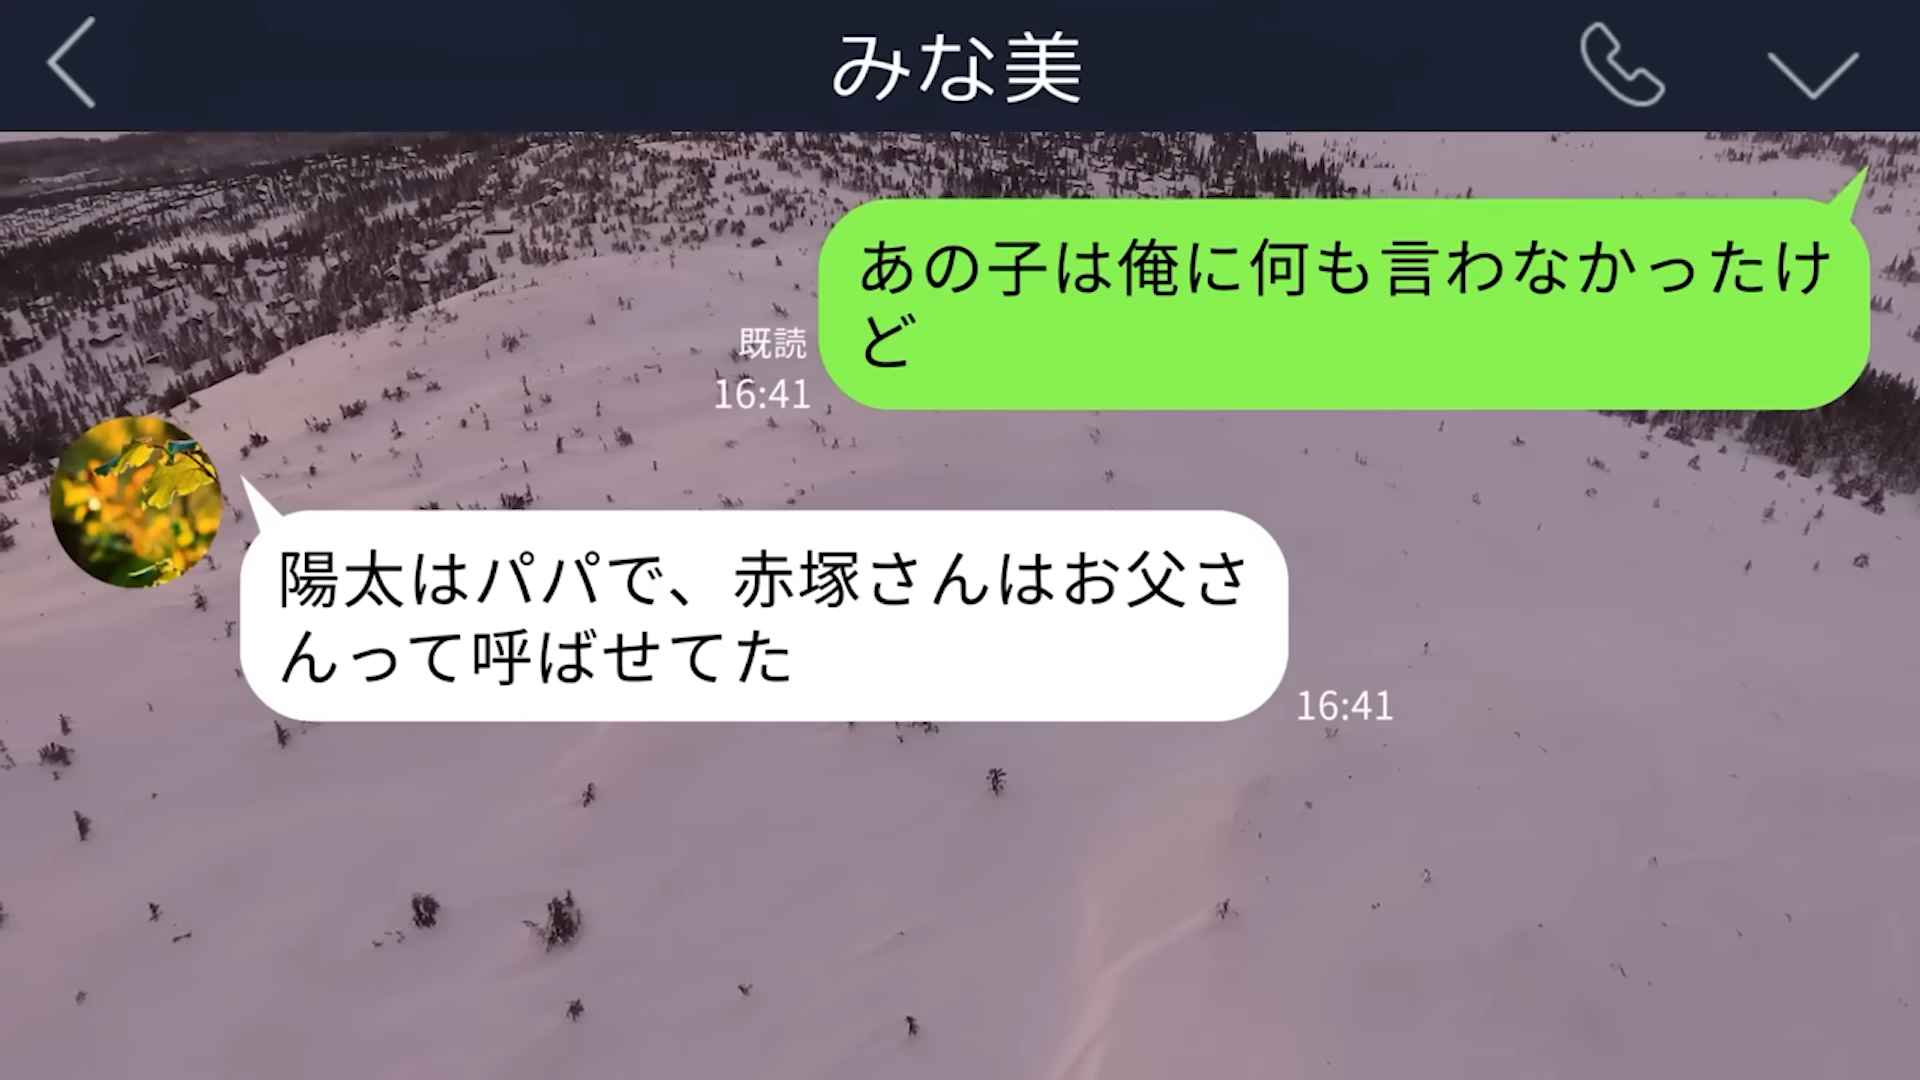 みな美
あの子は俺に何も言わなかったけ
ど
既読
16:41
陽太はパパで、赤塚さんはお父さ
んって呼ばせてた
16:41